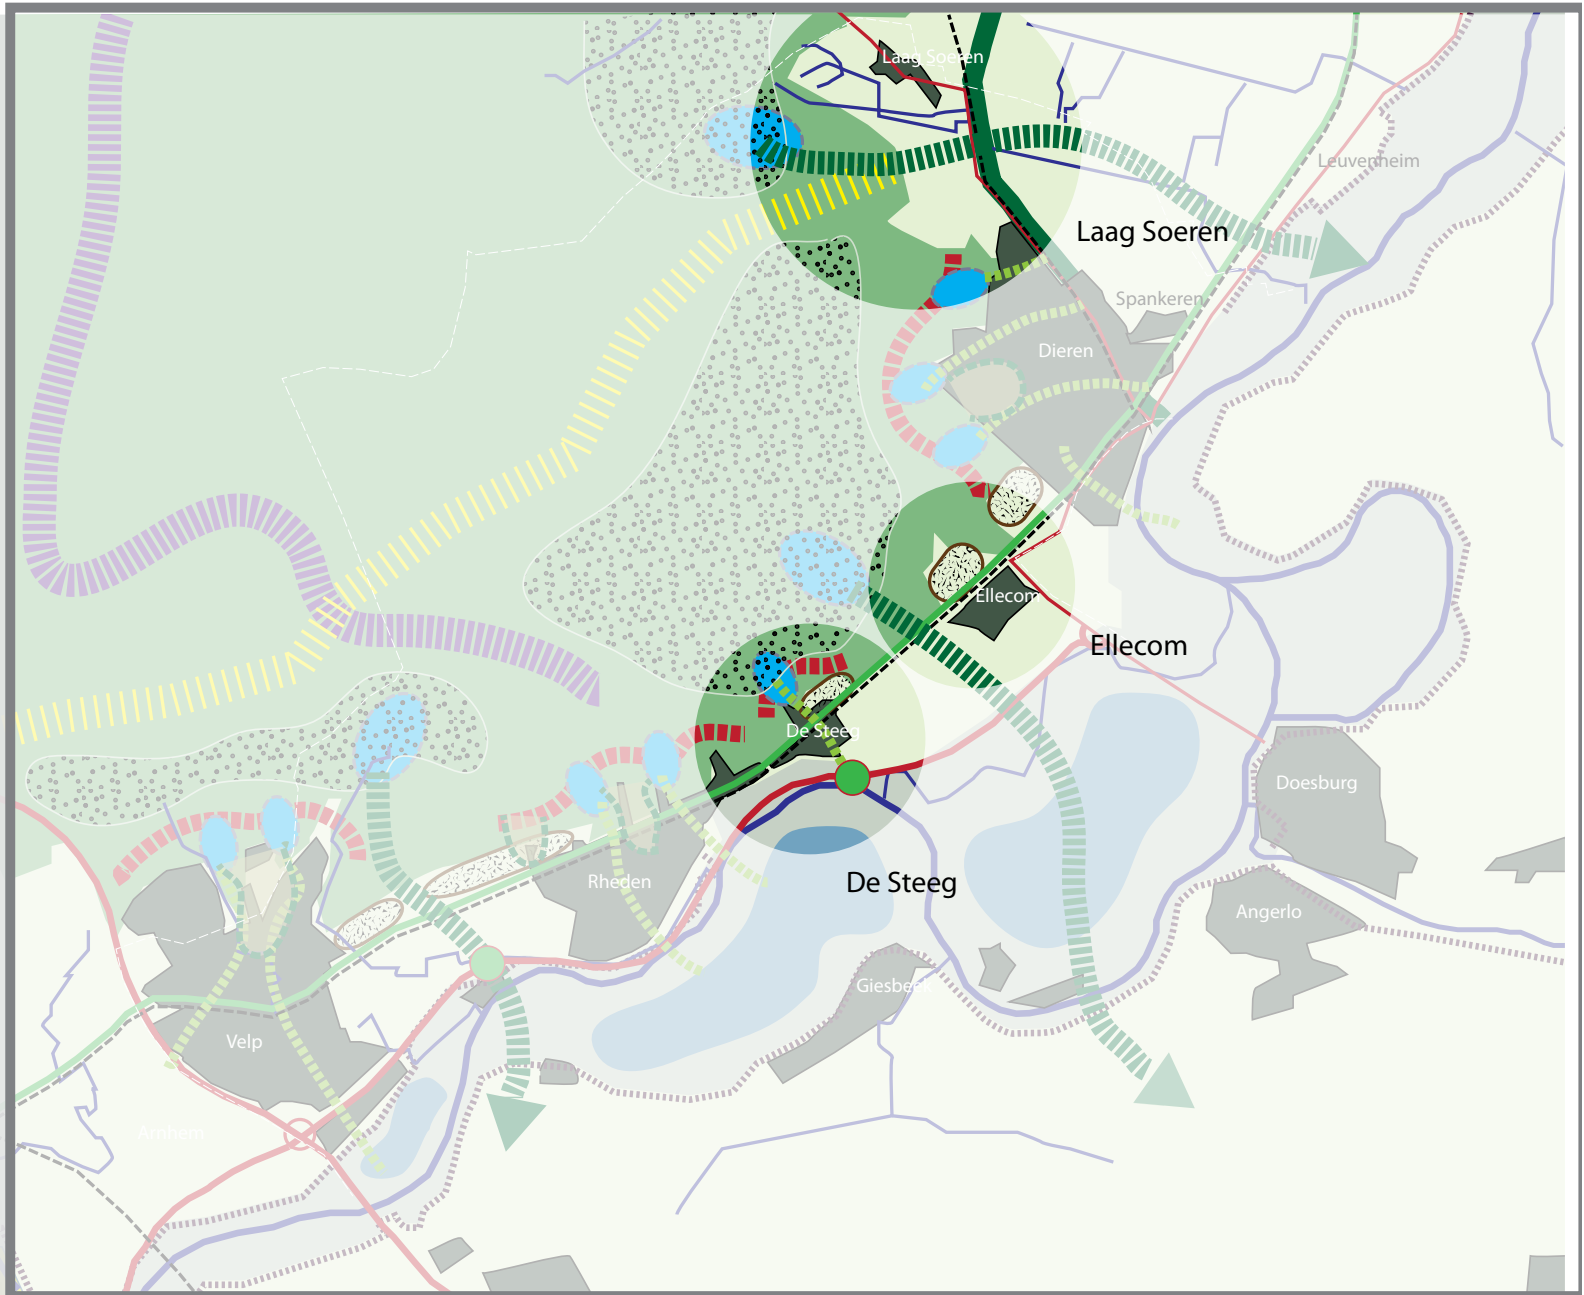 Laag Soeren
Leuvenheim
Laag Soeren
Spankeren
Dieren
Ellecom
Ellecom
De Steeg
Doesburg
De Steeg
Rheden
Angerlo
Giesbeek
Velp
Arnhem